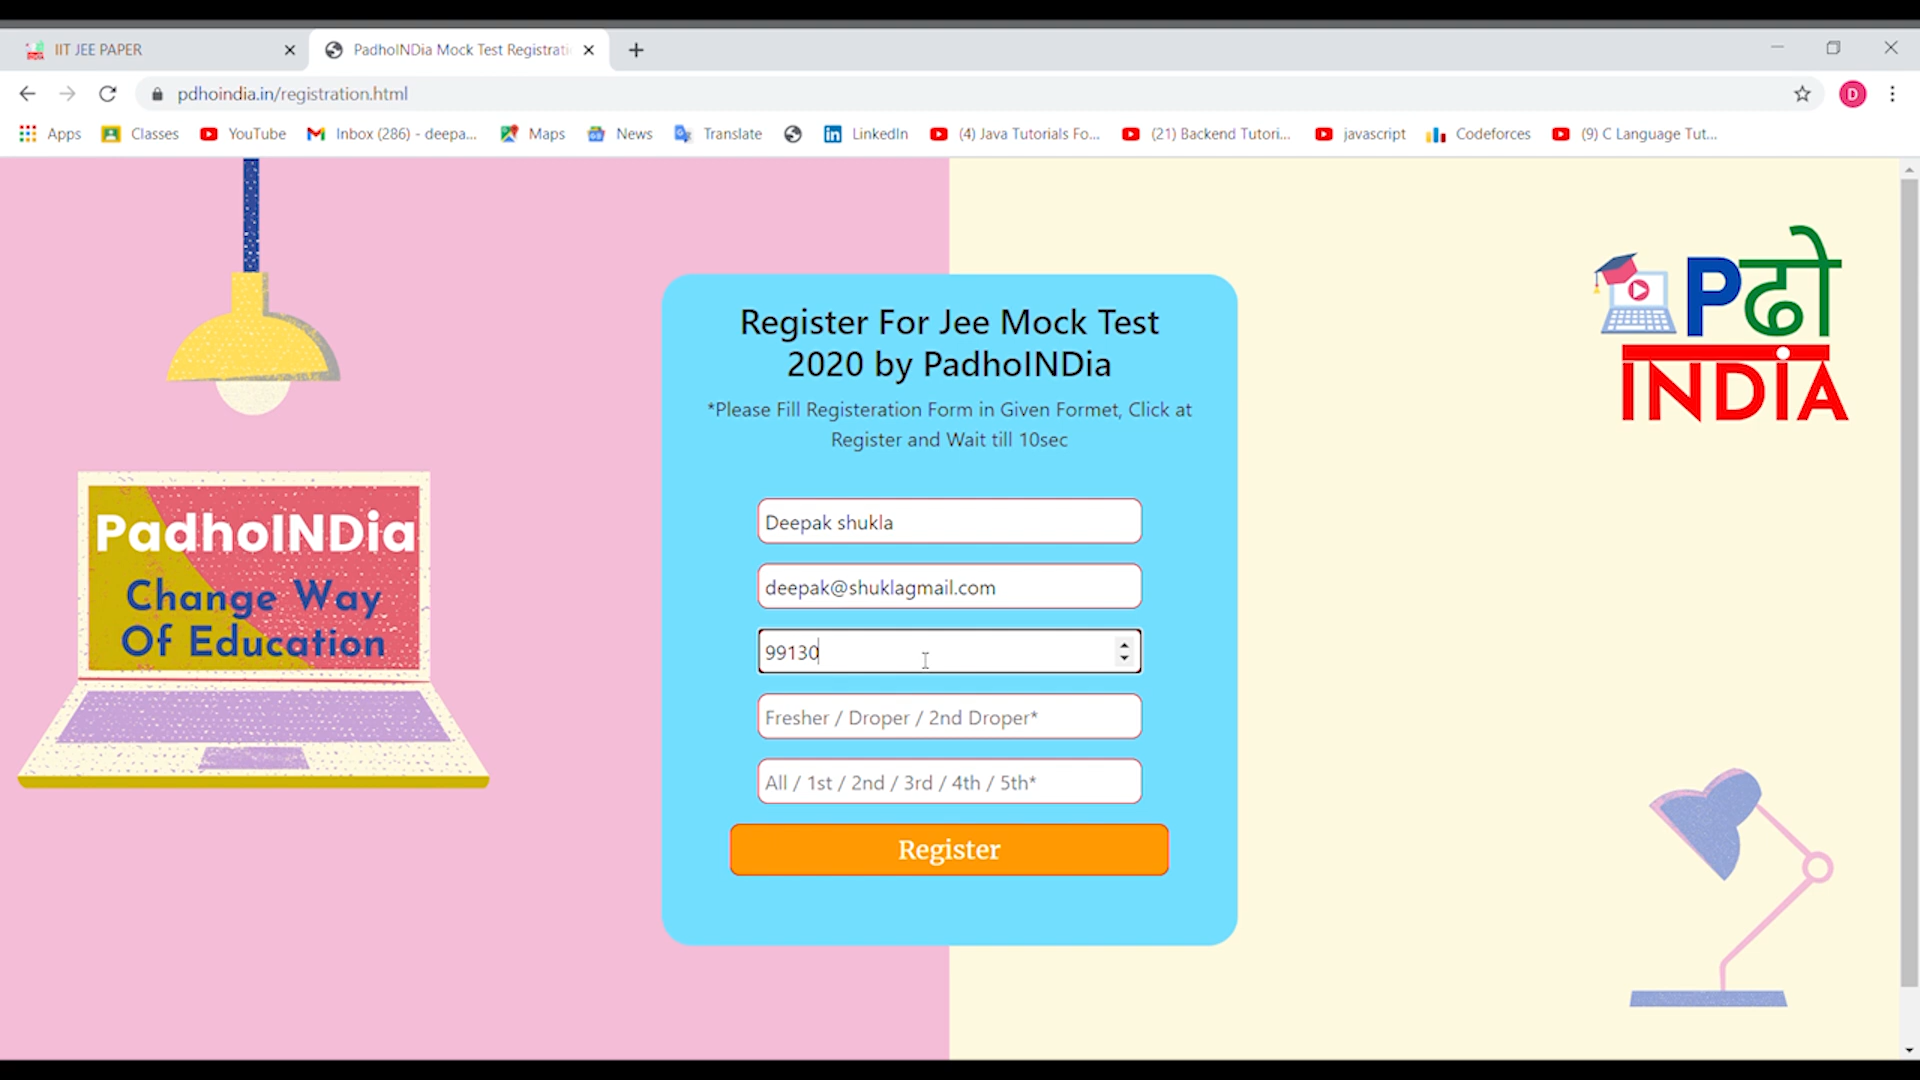 IIT JEE PAPER
PadhoINDia Mock Test Registrati
pdhoindia.in/registration.html
D
Apps
Classes
YouTube
Inbox (286) - deepa...
Maps
News
Translate
LinkedIn
(4) Java Tutorials Fo...
(21) Backend Tutori...
javascript
Codeforces
(9) C Language Tut...
Pढो
INDIA
PadhoINDia
Change Way
Of Education
Register For Jee Mock Test
2020 by PadhoINDia
*Please Fill Registeration Form in Given Formet, Click at
Register and Wait till 10sec
Deepak shukla
deepak@shuklagmail.com
99130
Fresher / Droper / 2nd Droper*
All / 1st / 2nd / 3rd / 4th / 5th*
Register